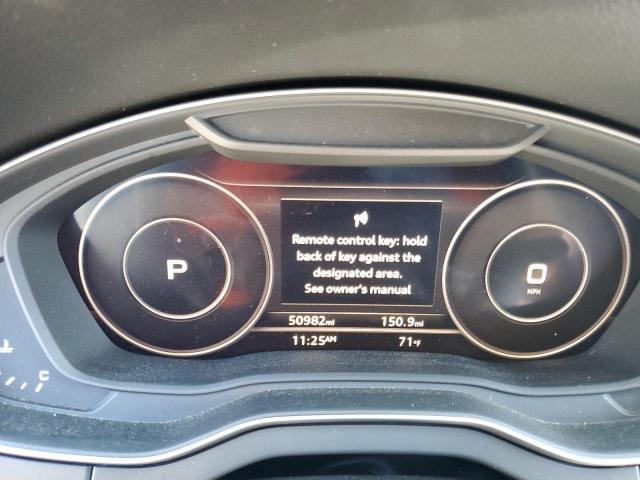 Remote control key: hold
back of key against the
designated area.
See owner's manual
P
0
MPH
50982mi 150.9mi
11:25AM 71°F
C